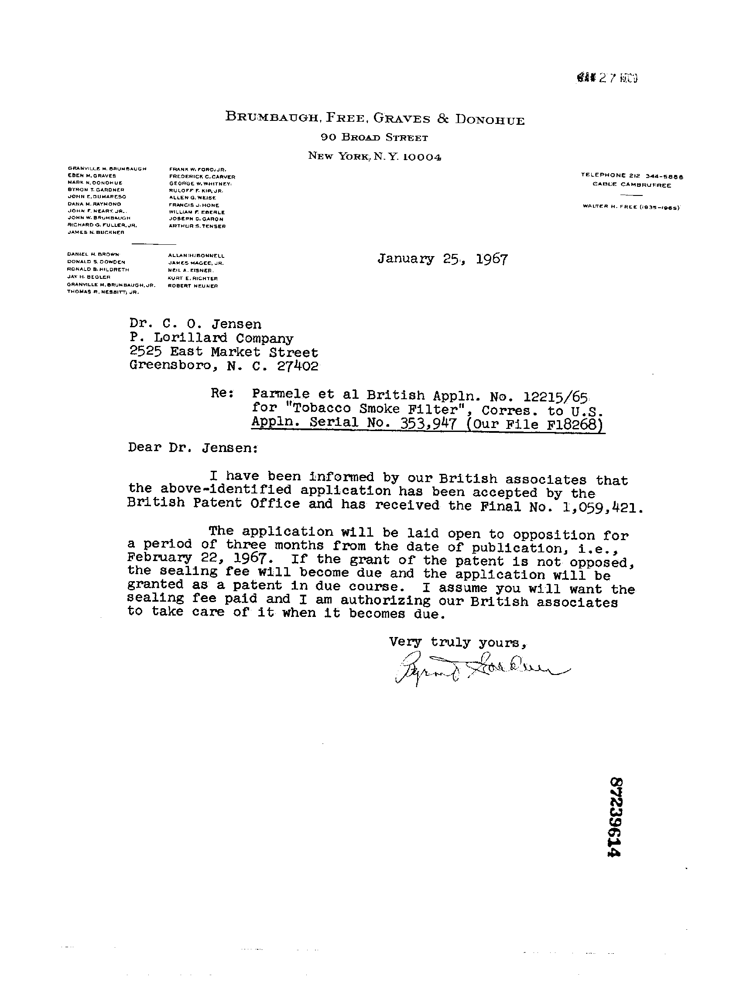 27
BRUMBAUGH, FREE, GRAVES & DONOHUE
90 BROAD STREET
NEW YORK, N.Y. 10004
GRANVILLE M. BRUMBAUGH
EBEN M. GRAVES
MARK N. DONOHUE
BYRON T. GARDNER
JOHN E. DUMARESQ
DANA M. RAYMOND
JOHN F. NEARY, JR.
JOHN W. BRUMBAUGH
RICHARD G. FULLER, JR.
JAMES N. BUCKNER
FRANK W. FORD, JR.
FREDERICK C. CARVER
GEORGE W. WHITNEY
RULOFF F. KIP, JR.
ALLEN G. WEISE
FRANCIS J. HONE
WILLIAM F. EBERLE
JOSEPH D. GARON
ARTHUR S. TENSER
TELEPHONE 212 344-5888
CABLE CAMBRUFREE
WALTER H. FREE (1935-1965)
DANIEL H. BROWN
DONALD S. DOWDEN
RONALD B. HILDRETH
JAY H. BEGLER
GRANVILLE M. BRUMBAUGH, JR.
THOMAS R. NESBITT, JR.
ALLAN H. BONNELL
JAMES MAGEE, JR.
NEIL A. EISNER
KURT E. RICHTER
ROBERT NEUNER
January 25, 1967
Dr. C. O. Jensen
P. Lorillard Company
2525 East Market Street
Greensboro, N. C. 27402
Re: Parmele et al British Appln. No. 12215/65
for "Tobacco Smoke Filter", Corres. to U.S.
Appln. Serial No. 353,947 (Our File F18268)
Dear Dr. Jensen:
I have been informed by our British associates that
the above-identified application has been accepted by the
British Patent Office and has received the Final No. 1,059,421.
The application will be laid open to opposition for
a period of three months from the date of publication, i.e.,
February 22, 1967. If the grant of the patent is not opposed,
the sealing fee will become due and the application will be
granted as a patent in due course. I assume you will want the
sealing fee paid and I am authorizing our British associates
to take care of it when it becomes due.
Very truly yours,
87239614